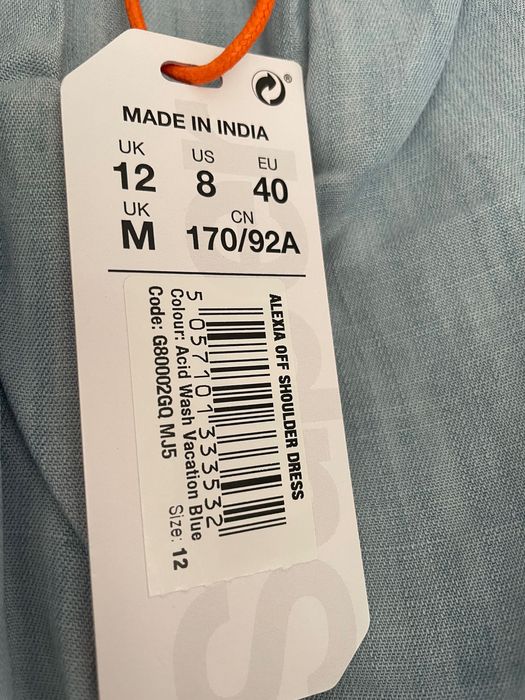 ®
MADE IN INDIA
UK US EU
12 8 40
UK CN
M 170/92A
ALEXIA OFF SHOULDER DRESS
5 057101 333532
Colour: Acid Wash Vacation Blue
Code: G80002GQ MJ5 Size: 12